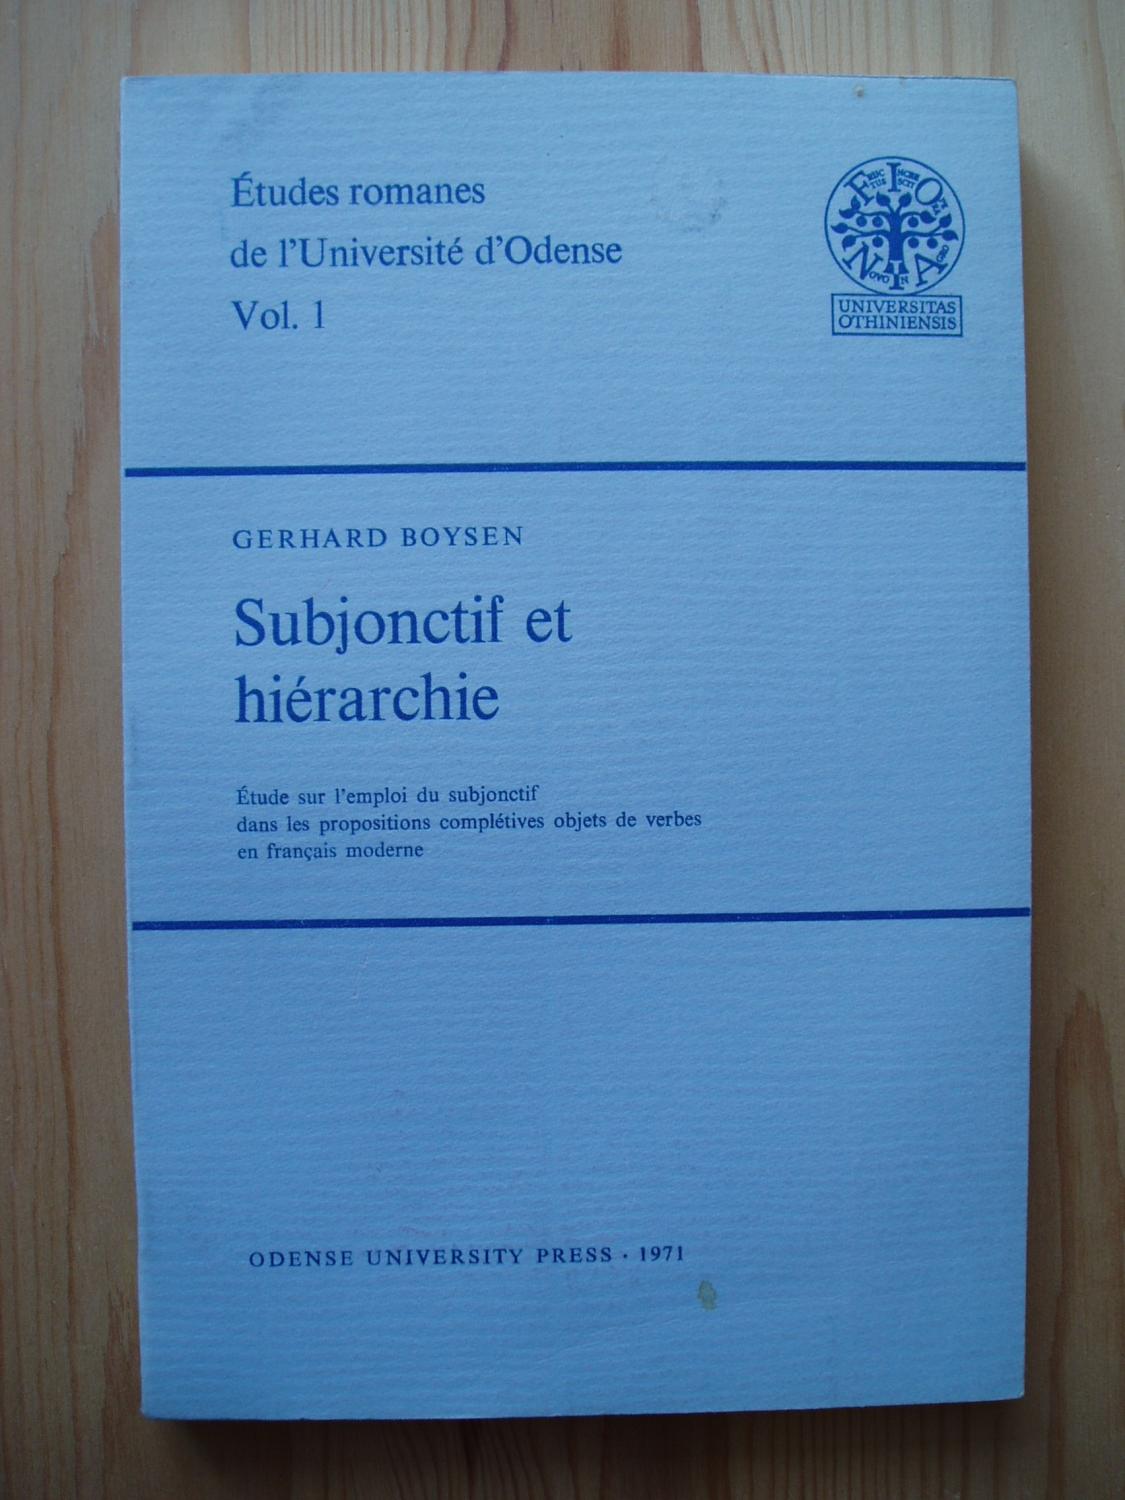 Études romanes
de l'Université d'Odense
Vol. 1
UNIVERSITAS
OTHINIENSIS
GERHARD BOYSEN
Subjonctif et
hiérarchie
Étude sur l'emploi du subjonctif
dans les propositions complétives objets de verbes
en français moderne
ODENSE UNIVERSITY PRESS · 1971